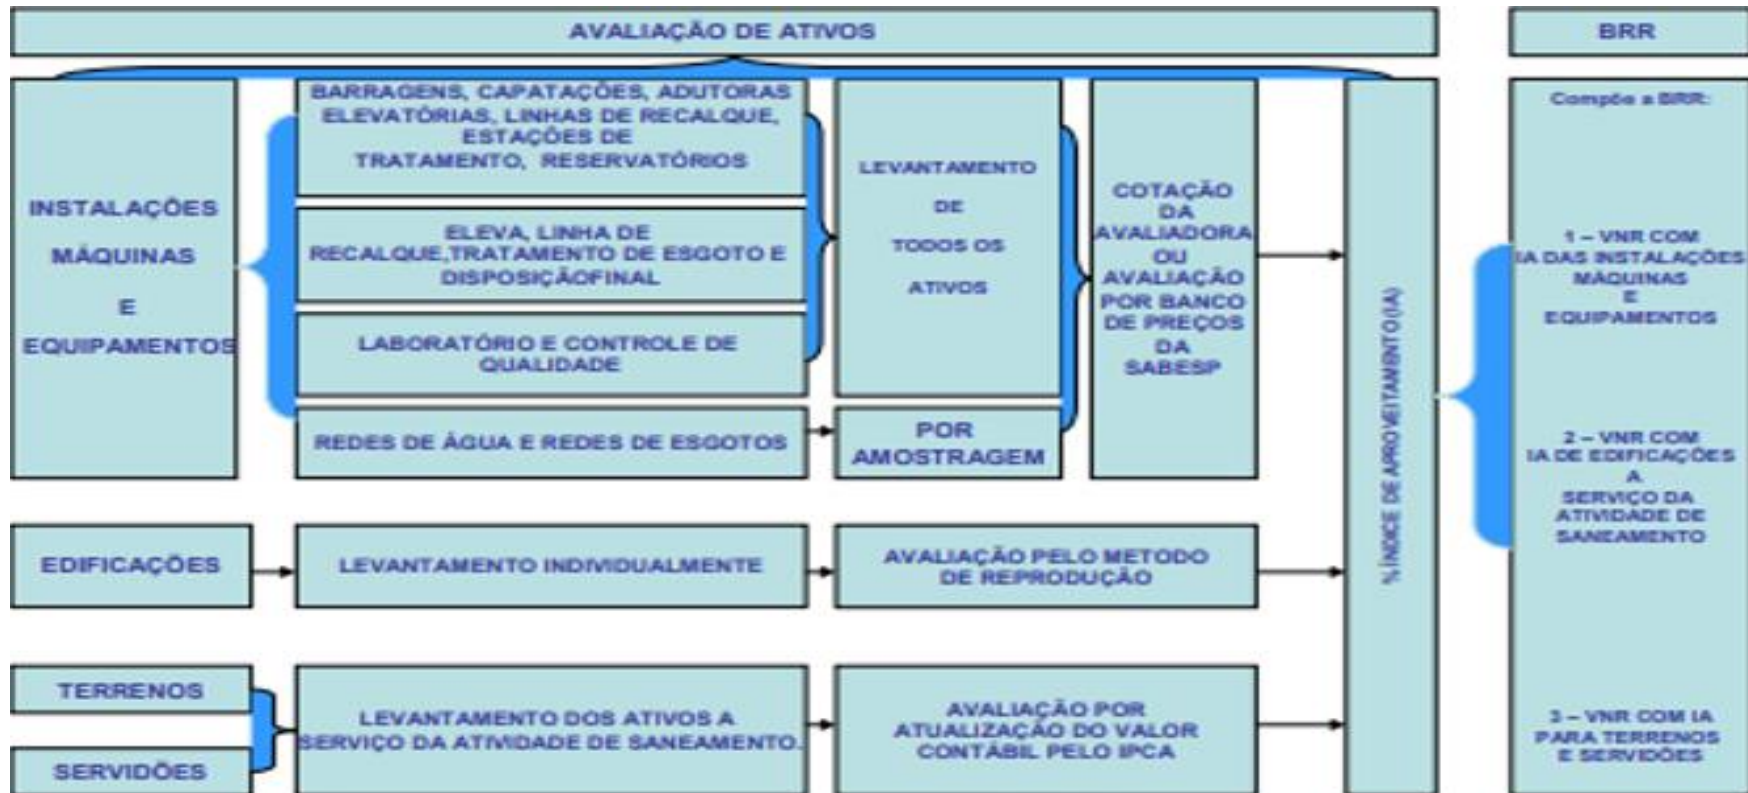 AVALIAÇÃO DE ATIVOS
BRR
INSTALAÇÕES
MÁQUINAS
E
EQUIPAMENTOS
BARRAGENS, CAPATAÇÕES, ADUTORAS
ELEVATÓRIAS, LINHAS DE RECALQUE,
ESTAÇÕES DE
TRATAMENTO, RESERVATÓRIOS
ELEVA, LINHA DE
RECALQUE,TRATAMENTO DE ESGOTO E
DISPOSIÇÃOFINAL
LABORATÓRIO E CONTROLE DE
QUALIDADE
REDES DE ÁGUA E REDES DE ESGOTOS
LEVANTAMENTO
DE
TODOS OS
ATIVOS
POR
AMOSTRAGEM
COTAÇÃO
DA
AVALIADORA
OU
AVALIAÇÃO
POR BANCO
DE PREÇOS
DA
SABESP
EDIFICAÇÕES
LEVANTAMENTO INDIVIDUALMENTE
AVALIAÇÃO PELO METODO
DE REPRODUÇÃO
TERRENOS
SERVIDÕES
LEVANTAMENTO DOS ATIVOS A
SERVIÇO DA ATIVIDADE DE SANEAMENTO.
AVALIAÇÃO POR
ATUALIZAÇÃO DO VALOR
CONTÁBIL PELO IPCA
% ÍNDICE DE APROVEITAMENTO (IA)
Compõe a BRR:
1 – VNR COM
IA DAS INSTALAÇÕES
MÁQUINAS
E
EQUIPAMENTOS
2 – VNR COM
IA DE EDIFICAÇÕES
A
SERVIÇO DA
ATIVIDADE DE
SANEAMENTO
3 – VNR COM IA
PARA TERRENOS
E SERVIDÕES